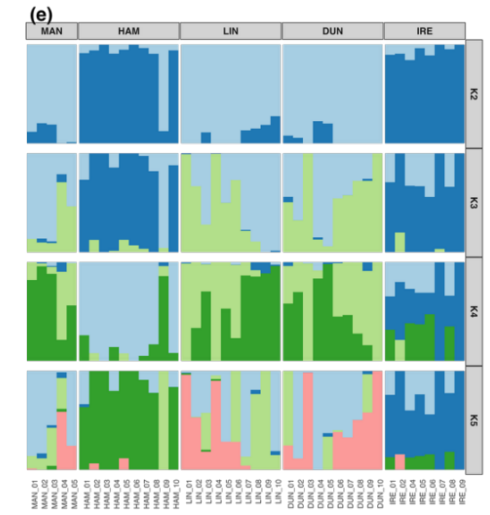 (e)
MAN HAM LIN DUN IRE
K2
K3
K4
K5
MAN_01 MAN_02 MAN_03 MAN_04 MAN_05 HAM_01 HAM_02 HAM_03 HAM_04 HAM_05 HAM_06 HAM_07 HAM_08 HAM_09 HAM_10 LIN_01 LIN_02 LIN_03 LIN_04 LIN_05 LIN_06 LIN_07 LIN_08 LIN_09 LIN_10 DUN_01 DUN_02 DUN_03 DUN_04 DUN_05 DUN_06 DUN_07 DUN_08 DUN_09 DUN_10 IRE_01 IRE_02 IRE_04 IRE_05 IRE_06 IRE_07 IRE_08 IRE_09